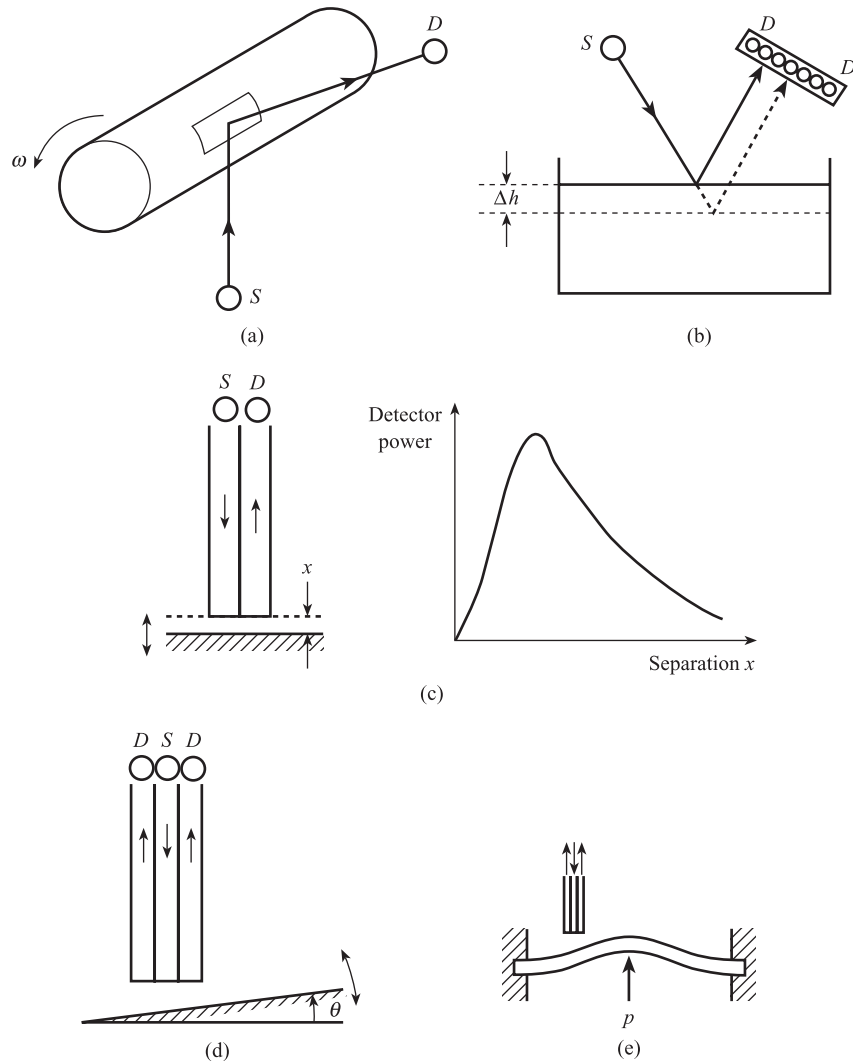 D
ω
S
(a)
S
D
D
Δh
(b)
S D
x
Detector
power
Separation x
(c)
D S D
θ
(d)
p
(e)